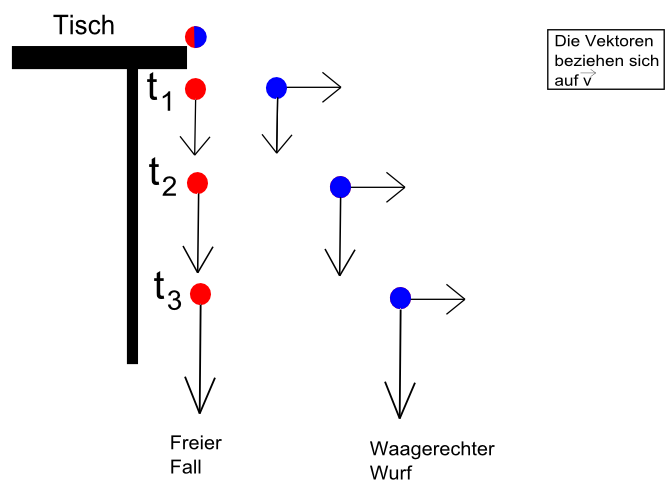 Tisch
Die Vektoren
beziehen sich
auf v
t1
t2
t3
Freier
Fall
Waagerechter
Wurf